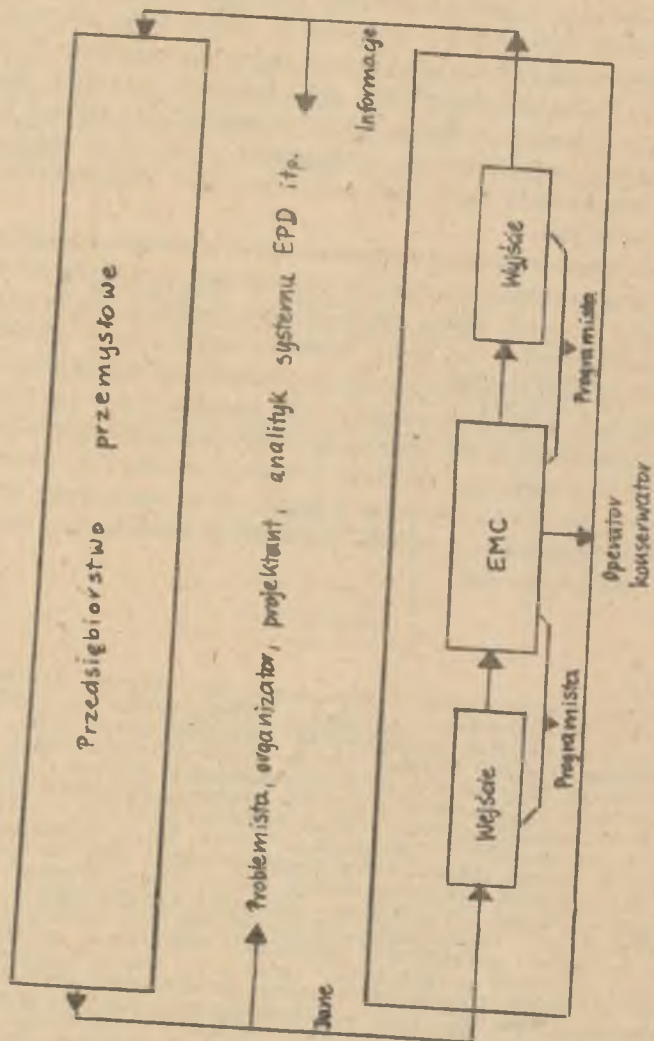 Przedsiębiorstwo przemysłowe
Problemista, organizator, projektant, analityk systemu EPD itp.
Dane
Informacje
Wejście
EMC
Wyjście
Programista
Programista
Operator
konserwator